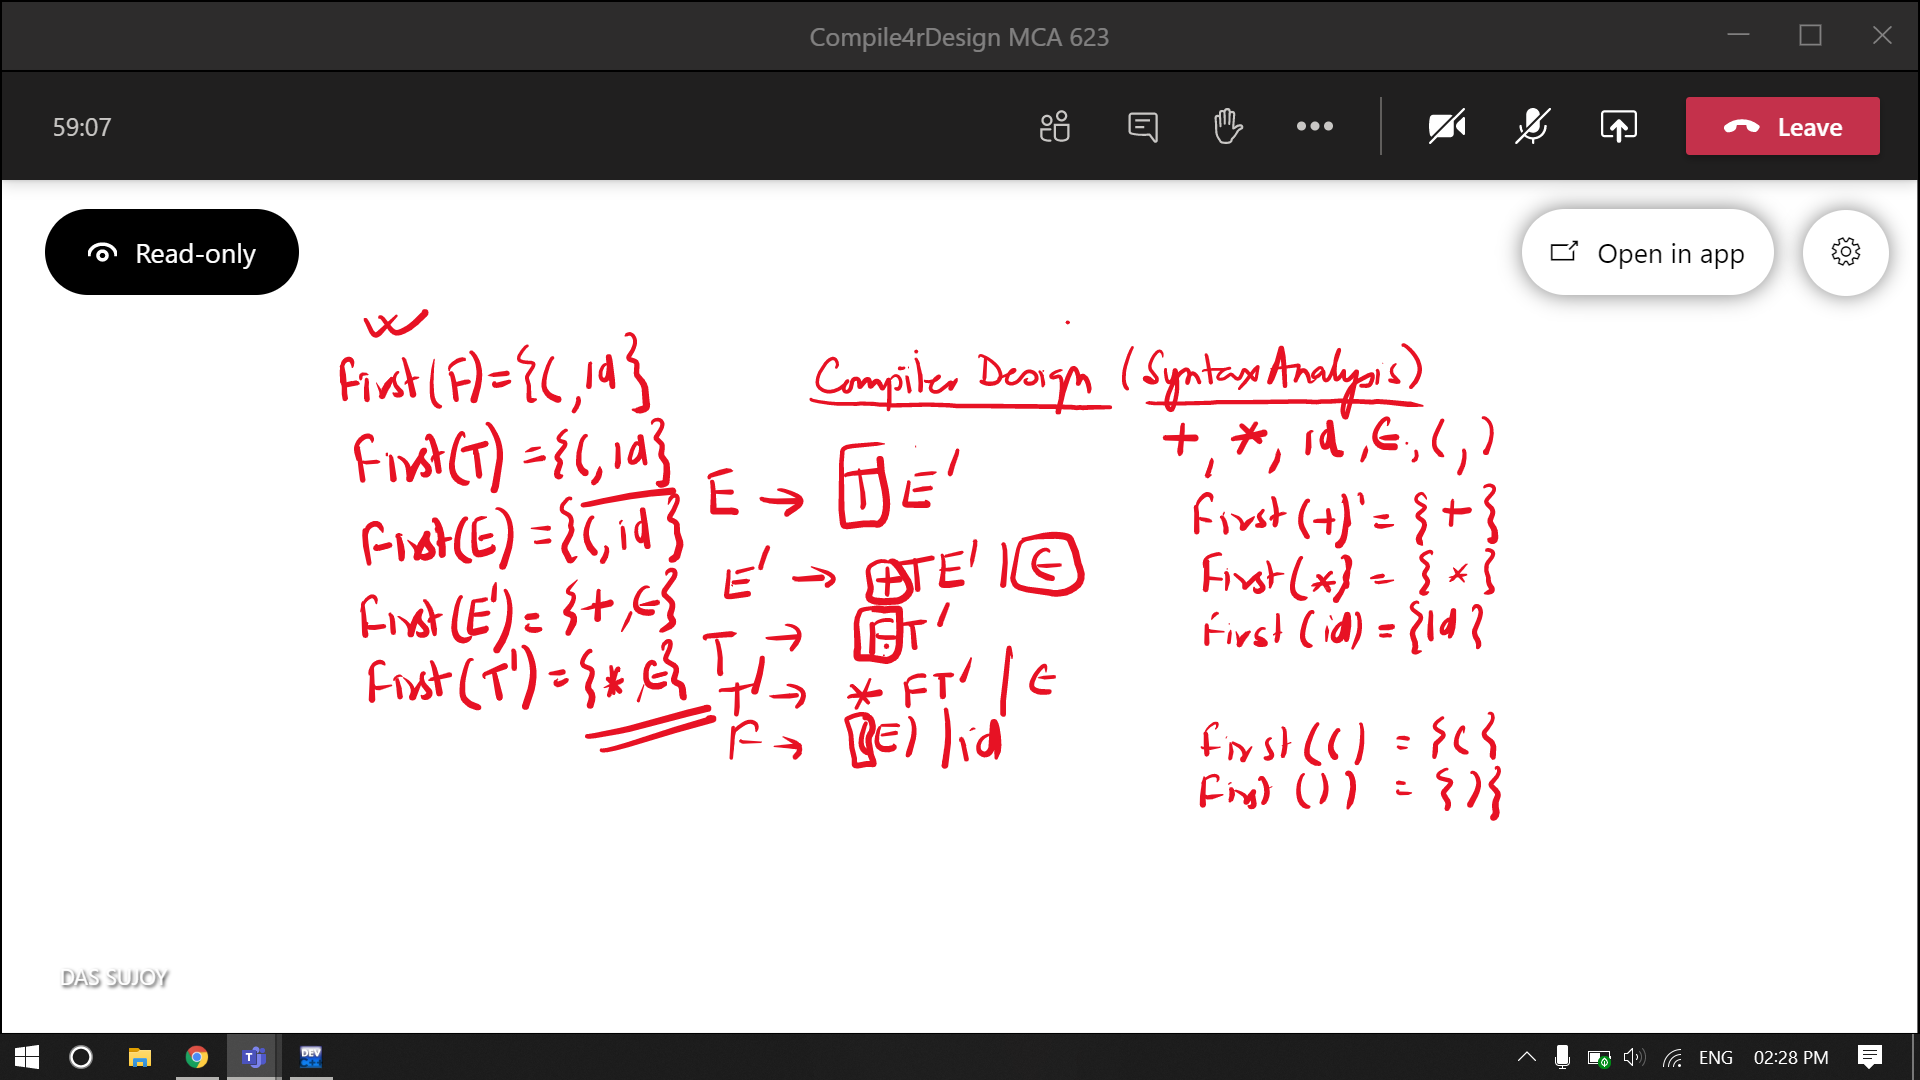 Compile4rDesign MCA 623
59:07
Leave
Read-only
Open in app
Compiler Design (Syntax Analysis)
+, *, id, ϵ, (, )
First(F)={(, id}
First(T)={(, id}
First(E)={(, id}
First(E')={+, ϵ}
First(T')={*, ϵ}
E → TE'
E' → +TE' | ϵ
T → FT'
T' → *FT' | ϵ
F → (E) | id
First(+)' = {+}
First(*} = {*}
First(id) = {id}
First(() = {({
First()) = {)}
DAS SUJOY
DEV
ENG
02:28 PM